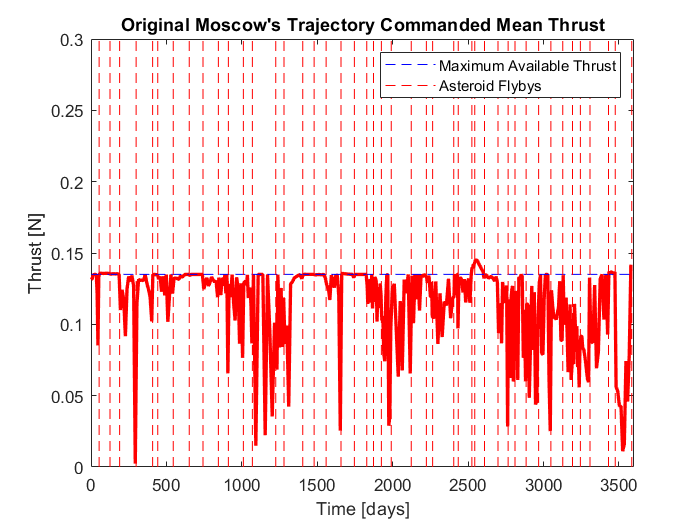 Original Moscow's Trajectory Commanded Mean Thrust
0.3
Maximum Available Thrust
Asteroid Flybys
0.25
0.2
0.15
Thrust [N]
0.1
0.05
0
0 500 1000 1500 2000 2500 3000 3500
Time [days]